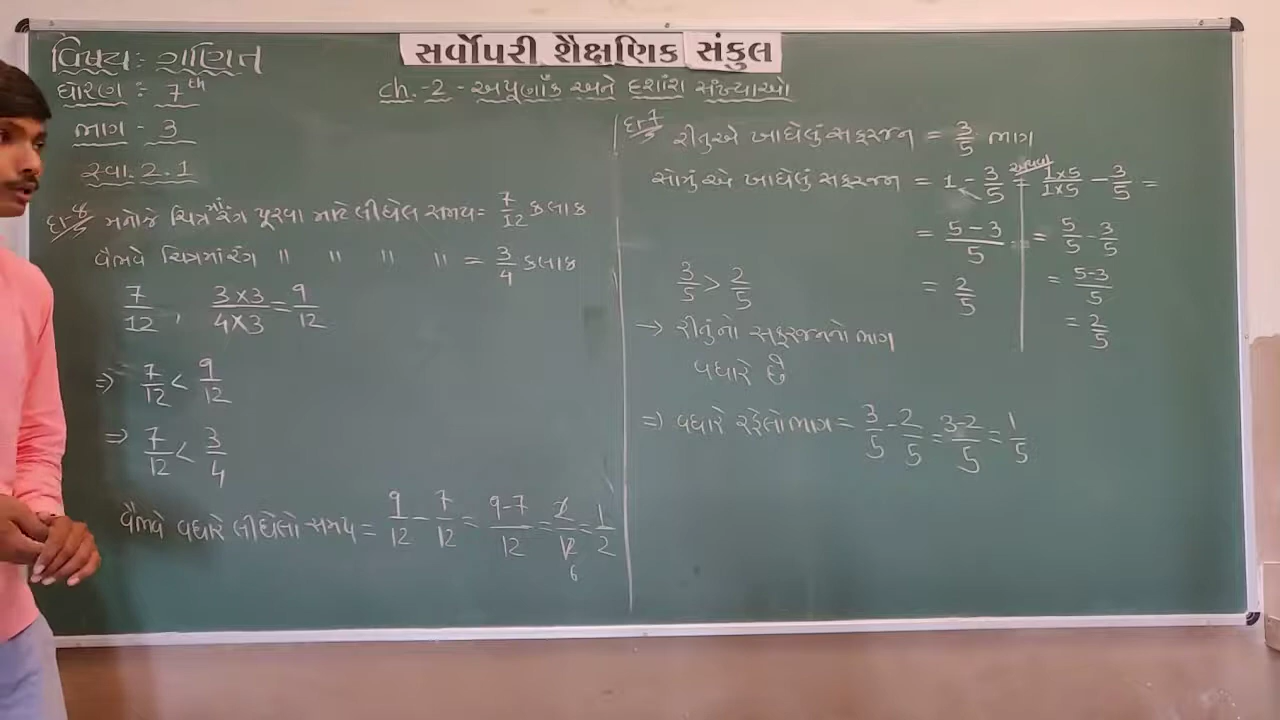 સર્વોપરી શૈક્ષણિક સંકુલ
વિષય: ગણિત
ધોરણ: 7th
ભાગ - 3
સ્વા. 2.1
ch.-2 - અપૂર્ણાંક અને દશાંશ સંખ્યાઓ
દા-8 મનોજે ચિત્રમાં રંગ પૂરવા માટે લીધેલ સમય = 7/12 કલાક
વૈભવે ચિત્રમાં રંગ " " " " = 3/4 કલાક
7/12 , 3×3/4×3 = 9/12
⇒ 7/12 < 9/12
⇒ 7/12 < 3/4
વૈભવે વધારે લીધેલો સમય = 9/12 - 7/12 = 9-7/12 = 2/12 6 = 1/2
દા-7 રીતુએ ખાધેલું સફરજન = 3/5 ભાગ
સોમુએ ખાધેલું સફરજન = 1 - 3/5 = અથવા 1×5/1×5 - 3/5 =
= 5-3/5 = 5/5 - 3/5
3/5 > 2/5 = 2/5 = 5-3/5
= 2/5
→ રીતુનો સફરજનનો ભાગ
વધારે છે
⇒ વધારે રહેલો ભાગ = 3/5 - 2/5 = 3-2/5 = 1/5